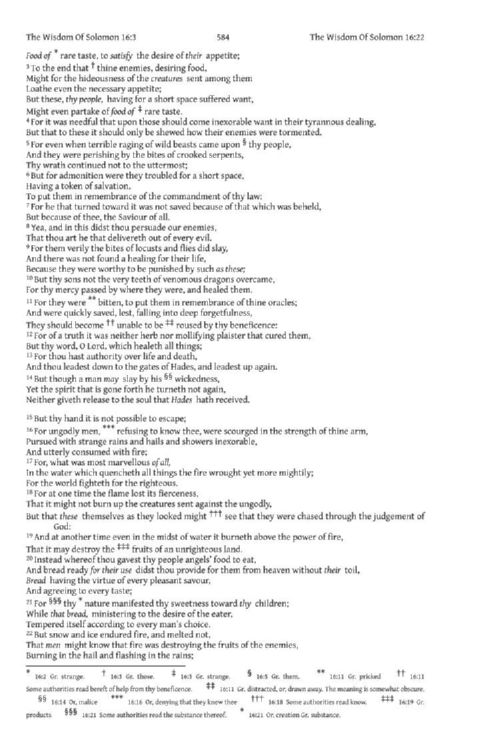 The Wisdom Of Solomon 16:3 584 The Wisdom Of Solomon 16:22
Food of * rare taste, to satisfy the desire of their appetite;
3 To the end that † thine enemies, desiring food,
Might for the hideousness of the creatures sent among them
Loathe even the necessary appetite;
But these, thy people, having for a short space suffered want,
Might even partake of food of ‡ rare taste.
4 For it was needful that upon those should come inexorable want in their tyrannous dealing,
But that to these it should only be shewed how their enemies were tormented.
5 For even when terrible raging of wild beasts came upon § thy people,
And they were perishing by the bites of crooked serpents,
Thy wrath continued not to the uttermost;
6 But for admonition were they troubled for a short space,
Having a token of salvation,
To put them in remembrance of the commandment of thy law:
7 For he that turned toward it was not saved because of that which was beheld,
But because of thee, the Saviour of all.
8 Yea, and in this didst thou persuade our enemies,
That thou art he that delivereth out of every evil.
9 For them verily the bites of locusts and flies did slay,
And there was not found a healing for their life,
Because they were worthy to be punished by such as these;
10 But thy sons not the very teeth of venomous dragons overcame,
For thy mercy passed by where they were, and healed them.
11 For they were ** bitten, to put them in remembrance of thine oracles;
And were quickly saved, lest, falling into deep forgetfulness,
They should become †† unable to be ‡‡ roused by thy beneficence:
12 For of a truth it was neither herb nor mollifying plaister that cured them,
But thy word, O Lord, which healeth all things;
13 For thou hast authority over life and death,
And thou leadest down to the gates of Hades, and leadest up again.
14 But though a man may slay by his §§ wickedness,
Yet the spirit that is gone forth he turneth not again,
Neither giveth release to the soul that Hades hath received.
15 But thy hand it is not possible to escape;
16 For ungodly men, *** refusing to know thee, were scourged in the strength of thine arm,
Pursued with strange rains and hails and showers inexorable,
And utterly consumed with fire;
17 For, what was most marvellous of all,
In the water which quencheth all things the fire wrought yet more mightily;
For the world fighteth for the righteous.
18 For at one time the flame lost its fierceness,
That it might not burn up the creatures sent against the ungodly,
But that these themselves as they looked might ††† see that they were chased through the judgement of
God:
19 And at another time even in the midst of water it burneth above the power of fire,
That it may destroy the ‡‡‡ fruits of an unrighteous land.
20 Instead whereof thou gavest thy people angels' food to eat,
And bread ready for their use didst thou provide for them from heaven without their toil,
Bread having the virtue of every pleasant savour,
And agreeing to every taste;
21 For §§§ thy * nature manifested thy sweetness toward thy children;
While that bread, ministering to the desire of the eater,
Tempered itself according to every man's choice.
22 But snow and ice endured fire, and melted not,
That men might know that fire was destroying the fruits of the enemies,
Burning in the hail and flashing in the rains;
* 16:2 Gr. strange. † 16:3 Gr. those. ‡ 16:3 Gr. strange. § 16:5 Gr. them. ** 16:11 Gr. pricked †† 16:11
Some authorities read bereft of help from thy beneficence. ‡‡ 16:11 Gr. distracted, or, drawn away. The meaning is somewhat obscure.
§§ 16:14 Or, malice *** 16:16 Or, denying that they knew thee ††† 16:18 Some authorities read know. ‡‡‡ 16:19 Gr.
products. §§§ 16:21 Some authorities read the substance thereof. * 16:21 Or, creation Gr. substance.